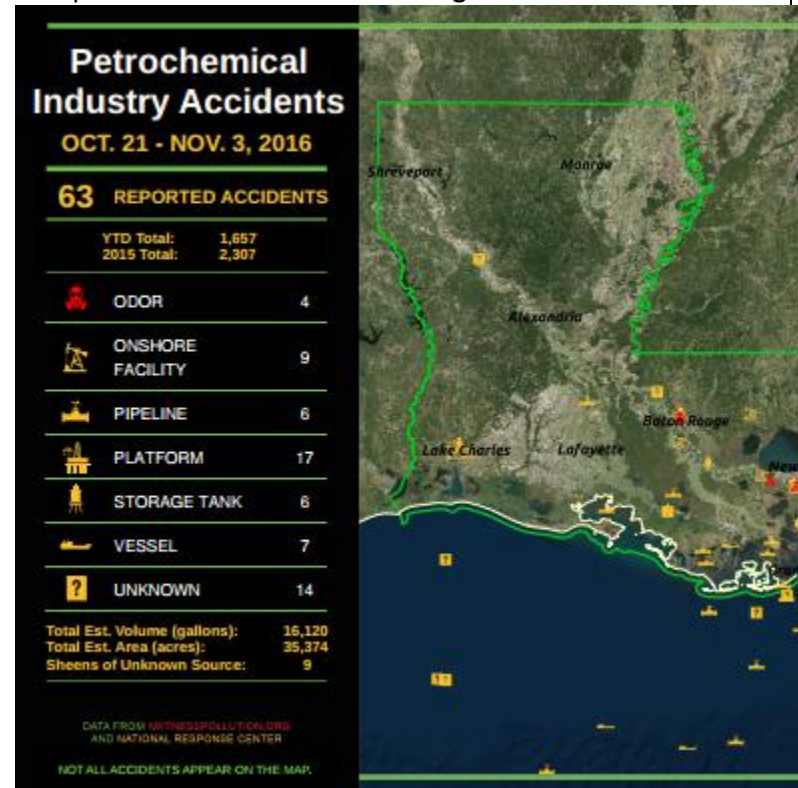 Petrochemical
Industry Accidents
OCT. 21 - NOV. 3, 2016
63 REPORTED ACCIDENTS
YTD Total: 1,657
2015 Total: 2,307
ODOR 4
ONSHORE
FACILITY 9
PIPELINE 6
PLATFORM 17
STORAGE TANK 6
VESSEL 7
? UNKNOWN 14
Total Est. Volume (gallons): 16,120
Total Est. Area (acres): 35,374
Sheens of Unknown Source: 9
DATA FROM IWITNESSPOLLUTION.ORG
AND NATIONAL RESPONSE CENTER
NOT ALL ACCIDENTS APPEAR ON THE MAP.
Shreveport
Monroe
Alexandria
Baton Rouge
Lake Charles
Lafayette
New
?
?